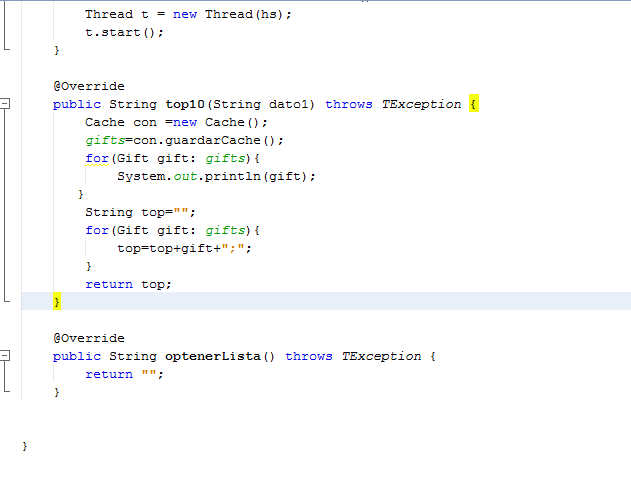 Thread t = new Thread(hs);
t.start();
}
@Override
public String top10(String dato1) throws TException {
Cache con =new Cache();
gifts=con.guardarCache();
for(Gift gift: gifts){
System.out.println(gift);
}
String top="";
for(Gift gift: gifts){
top=top+gift+";";
}
return top;
}
@Override
public String optenerLista() throws TException {
return "";
}
}